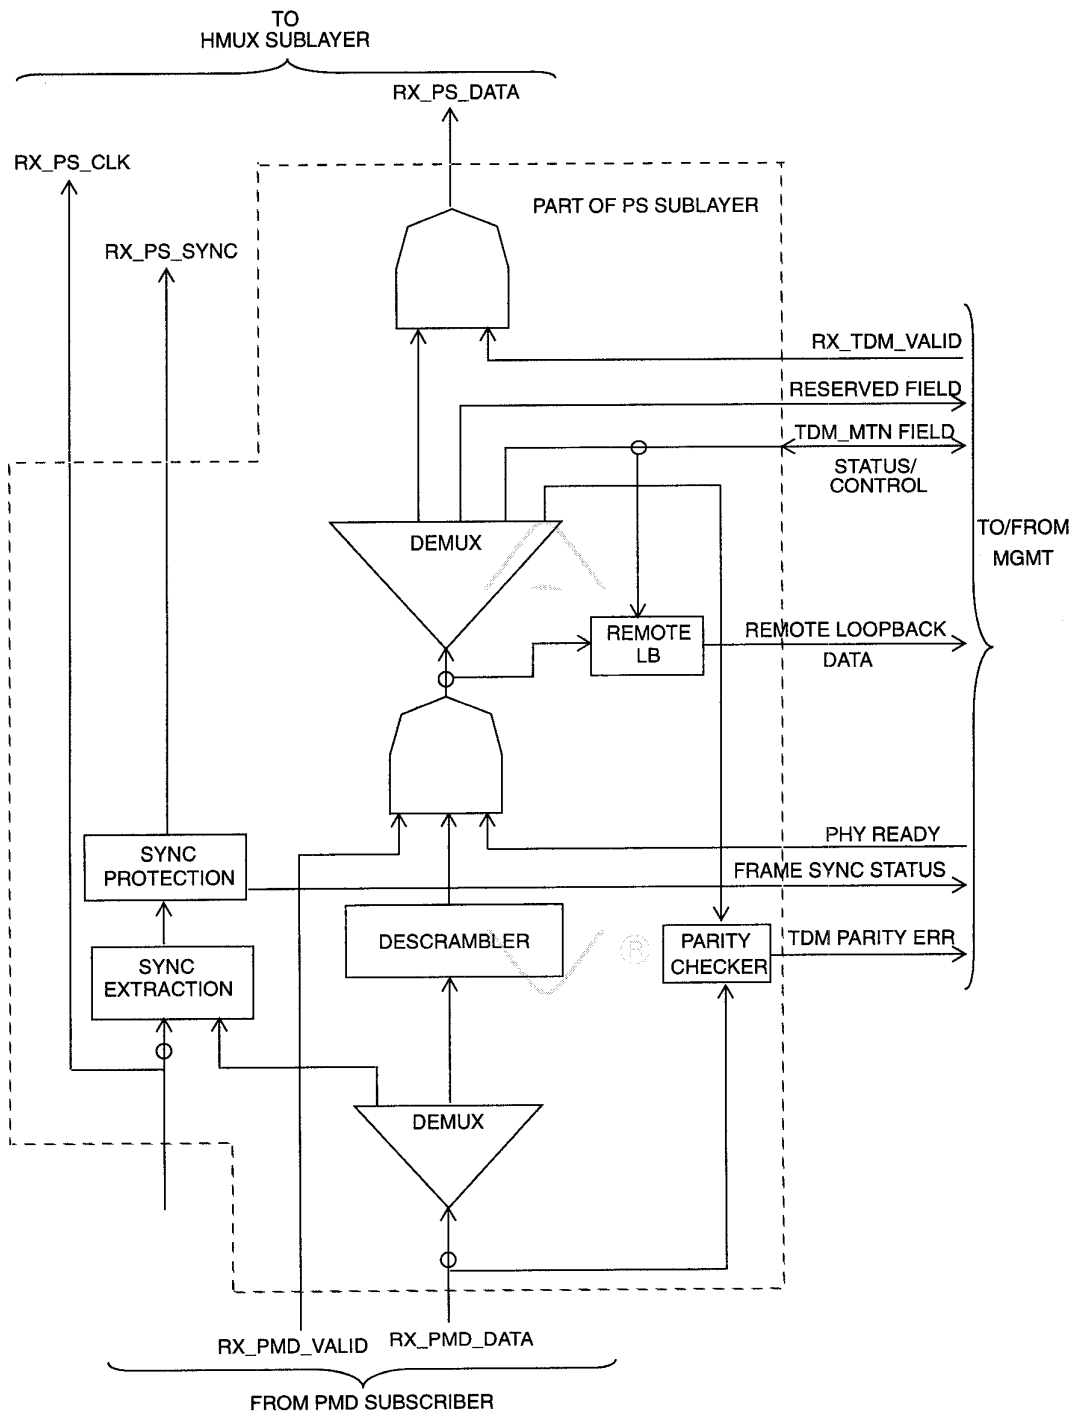 TO
HMUX SUBLAYER
RX_PS_DATA
RX_PS_CLK
PART OF PS SUBLAYER
RX_PS_SYNC
RX_TDM_VALID
RESERVED FIELD
TDM_MTN FIELD
STATUS/
CONTROL
TO/FROM
MGMT
DEMUX
REMOTE
LB
REMOTE LOOPBACK
DATA
PHY READY
SYNC
PROTECTION
FRAME SYNC STATUS
DESCRAMBLER
PARITY
CHECKER
TDM PARITY ERR
SYNC
EXTRACTION
®
DEMUX
RX_PMD_VALID
RX_PMD_DATA
FROM PMD SUBSCRIBER